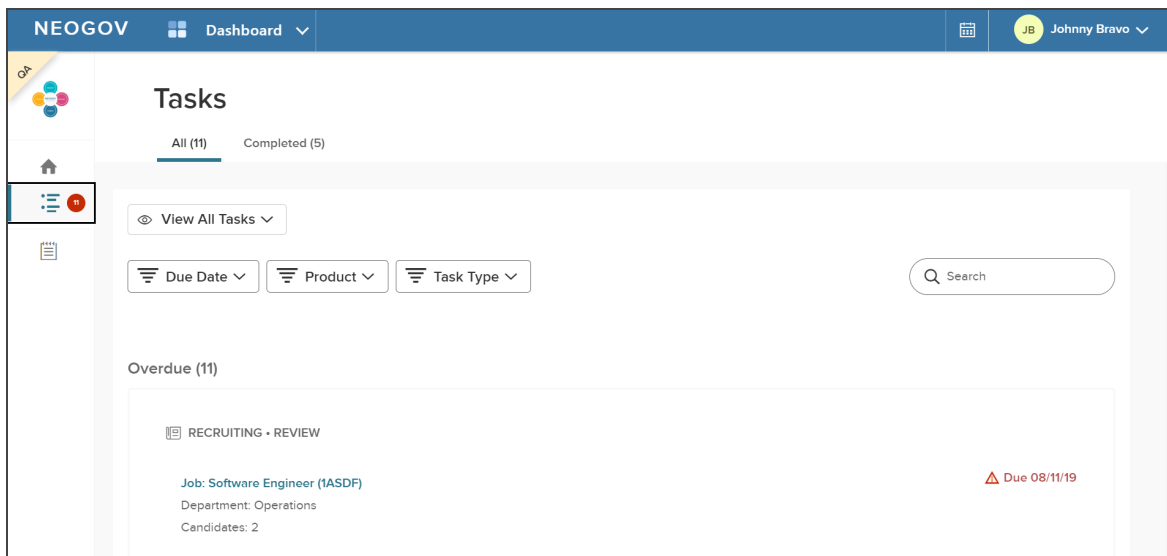 NEOGOV Dashboard JB Johnny Bravo
QA
Tasks
All (11) Completed (5)
11
View All Tasks
Due Date Product Task Type Search
Overdue (11)
RECRUITING • REVIEW
Job: Software Engineer (1ASDF) Due 08/11/19
Department: Operations
Candidates: 2